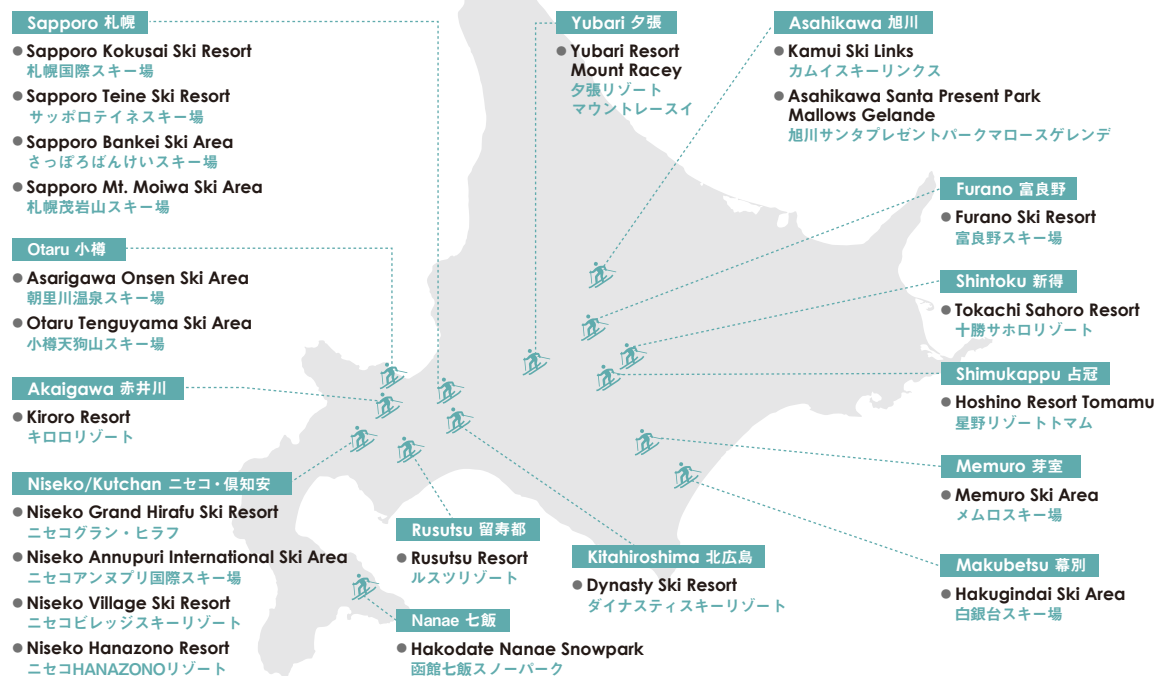 Sapporo 札幌
Sapporo Kokusai Ski Resort
札幌国際スキー場
Sapporo Teine Ski Resort
サッポロテイネスキー場
Sapporo Bankei Ski Area
さっぽろばんけいスキー場
Sapporo Mt. Moiwa Ski Area
札幌茂岩山スキー場
Otaru 小樽
Asarigawa Onsen Ski Area
朝里川温泉スキー場
Otaru Tenguyama Ski Area
小樽天狗山スキー場
Akaigawa 赤井川
Kiroro Resort
キロロリゾート
Niseko/Kutchan ニセコ・倶知安
Niseko Grand Hirafu Ski Resort
ニセコグラン・ヒラフ
Niseko Annupuri International Ski Area
ニセコアンヌプリ国際スキー場
Niseko Village Ski Resort
ニセコビレッジスキーリゾート
Niseko Hanazono Resort
ニセコHANAZONOリゾート
Yubari 夕張
Yubari Resort
Mount Racey
夕張リゾート
マウントレースイ
Rusutsu 留寿都
Rusutsu Resort
ルスツリゾート
Nanae 七飯
Hakodate Nanae Snowpark
函館七飯スノーパーク
Kitahiroshima 北広島
Dynasty Ski Resort
ダイナスティスキーリゾート
Asahikawa 旭川
Kamui Ski Links
カムイスキーリンクス
Asahikawa Santa Present Park
Mallows Gelande
旭川サンタプレゼントパークマロースゲレンデ
Furano 富良野
Furano Ski Resort
富良野スキー場
Shintoku 新得
Tokachi Sahoro Resort
十勝サホロリゾート
Shimukappu 占冠
Hoshino Resort Tomamu
星野リゾートトマム
Memuro 芽室
Memuro Ski Area
メムロスキー場
Makubetsu 幕別
Hakugindai Ski Area
白銀台スキー場